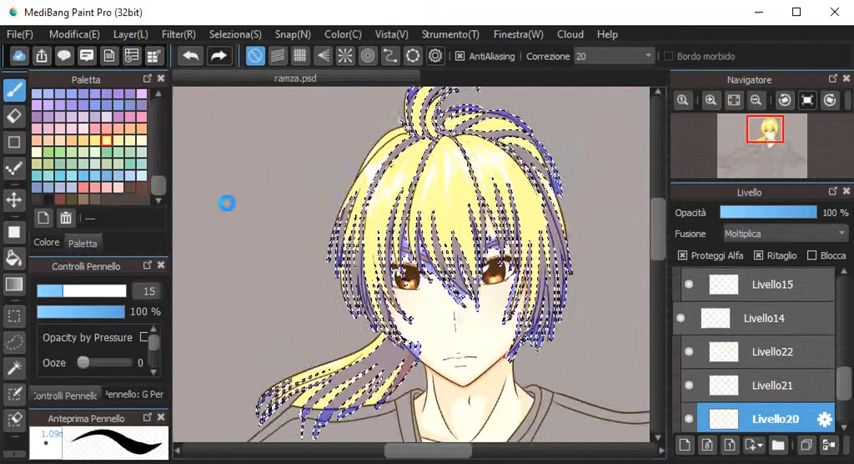 MediBang Paint Pro (32bit)
File(F) Modifica(E) Layer(L) Filter(R) Seleziona(S) Snap(N) Color(C) Vista(V) Strumento(T) Finestra(W) Cloud Help
AntiAliasing Correzione 20 Bordo morbido
Paletta
ramza.psd
Navigatore
Livello
Opacità 100 %
Fusione Moltiplica
Proteggi Alfa Ritaglio Blocca
Colore Paletta
Controlli Pennello
15
100 %
Opacity by Pressure
Ooze 0
Controlli Pennello Pennello: G Per
Anteprima Pennello
Livello15
Livello14
Livello22
Livello21
Livello20